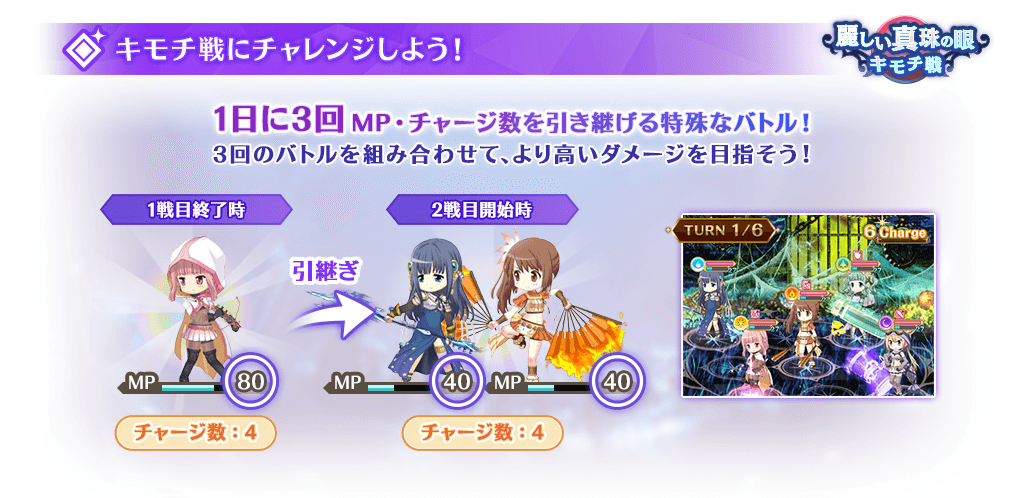 キモチ戦にチャレンジしよう!
麗しい真珠の眼
キモチ戦
1日に3回 MP・チャージ数を引き継げる特殊なバトル!
3回のバトルを組み合わせて、より高いダメージを目指そう!
1戦目終了時
2戦目開始時
引継ぎ
MP 80
MP 40
MP 40
チャージ数:4
チャージ数:4
TURN 1/6
6 Charge